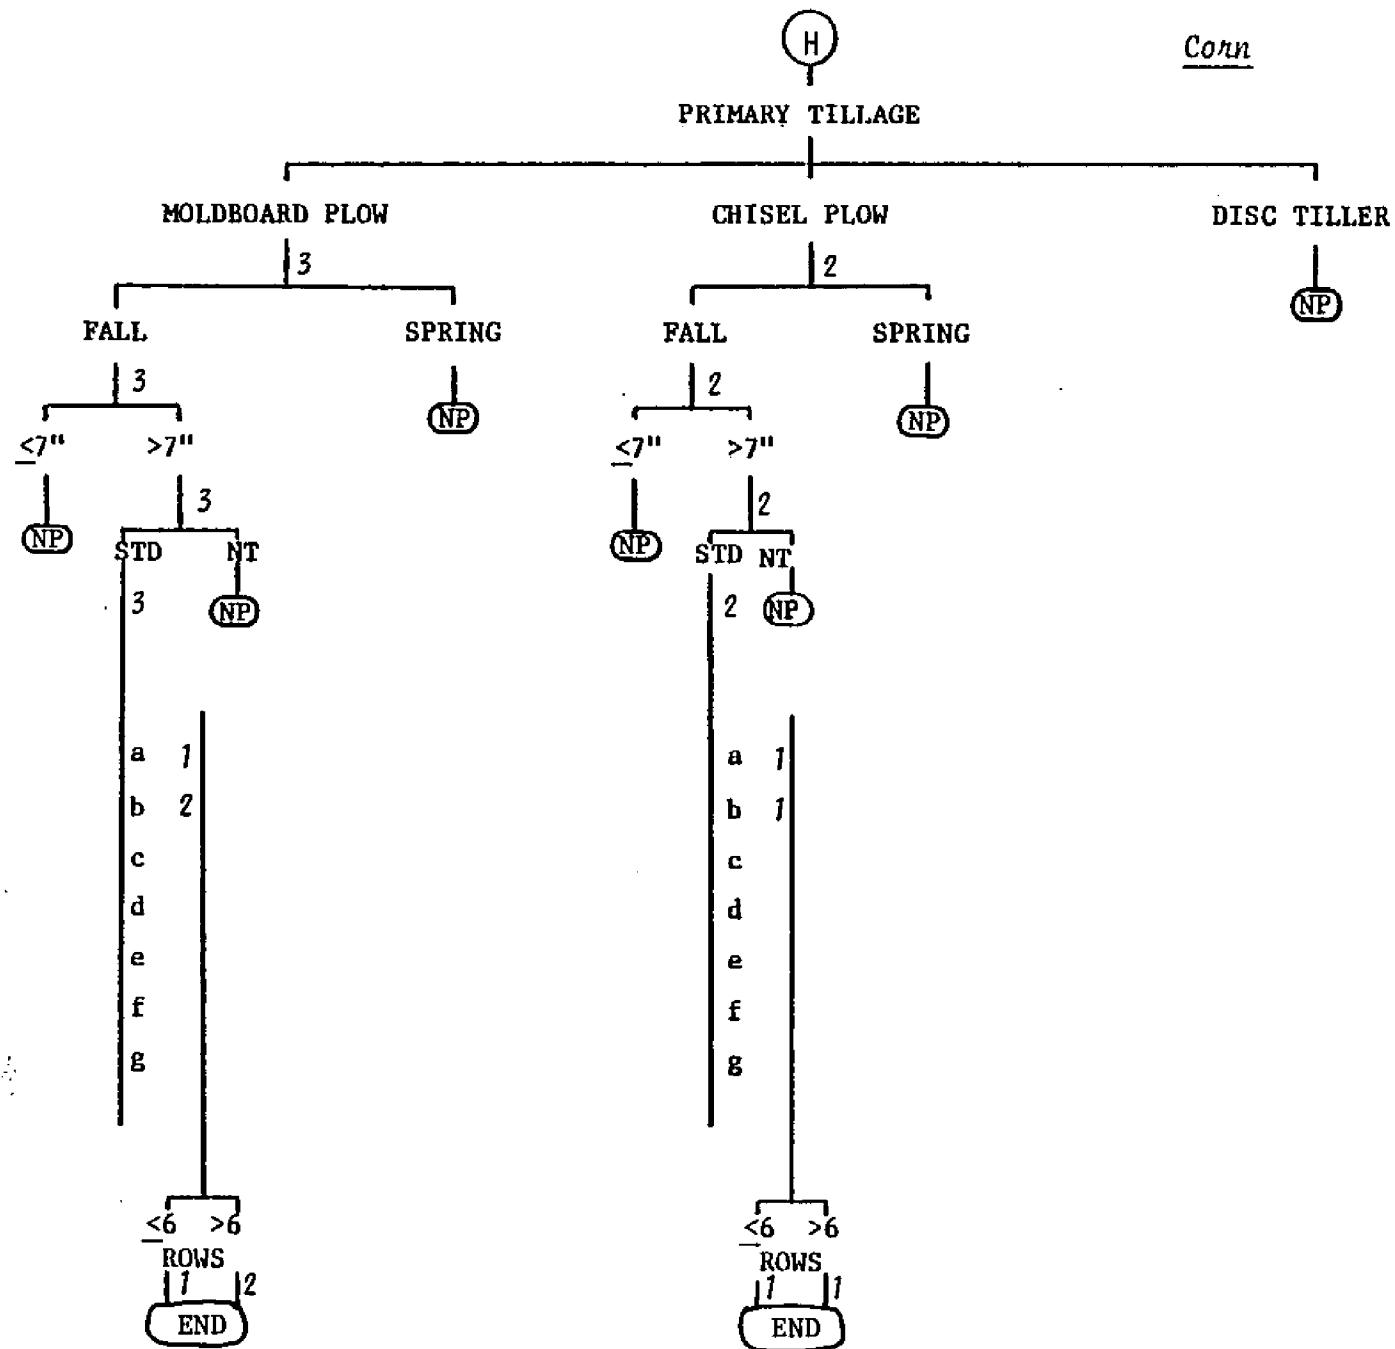 H
Corn
PRIMARY TILLAGE
MOLDBOARD PLOW CHISEL PLOW DISC TILLER
3 2
NP
FALL SPRING FALL SPRING
3 2
NP NP
≤7" >7" ≤7" >7"
3 2
NP NP
STD NT STD NT
3 NP 2 NP
a 1 a 1
b 2 b 1
c c
d d
e e
f f
g g
≤6 >6 ≤6 >6
ROWS ROWS
1 2 1 1
END END